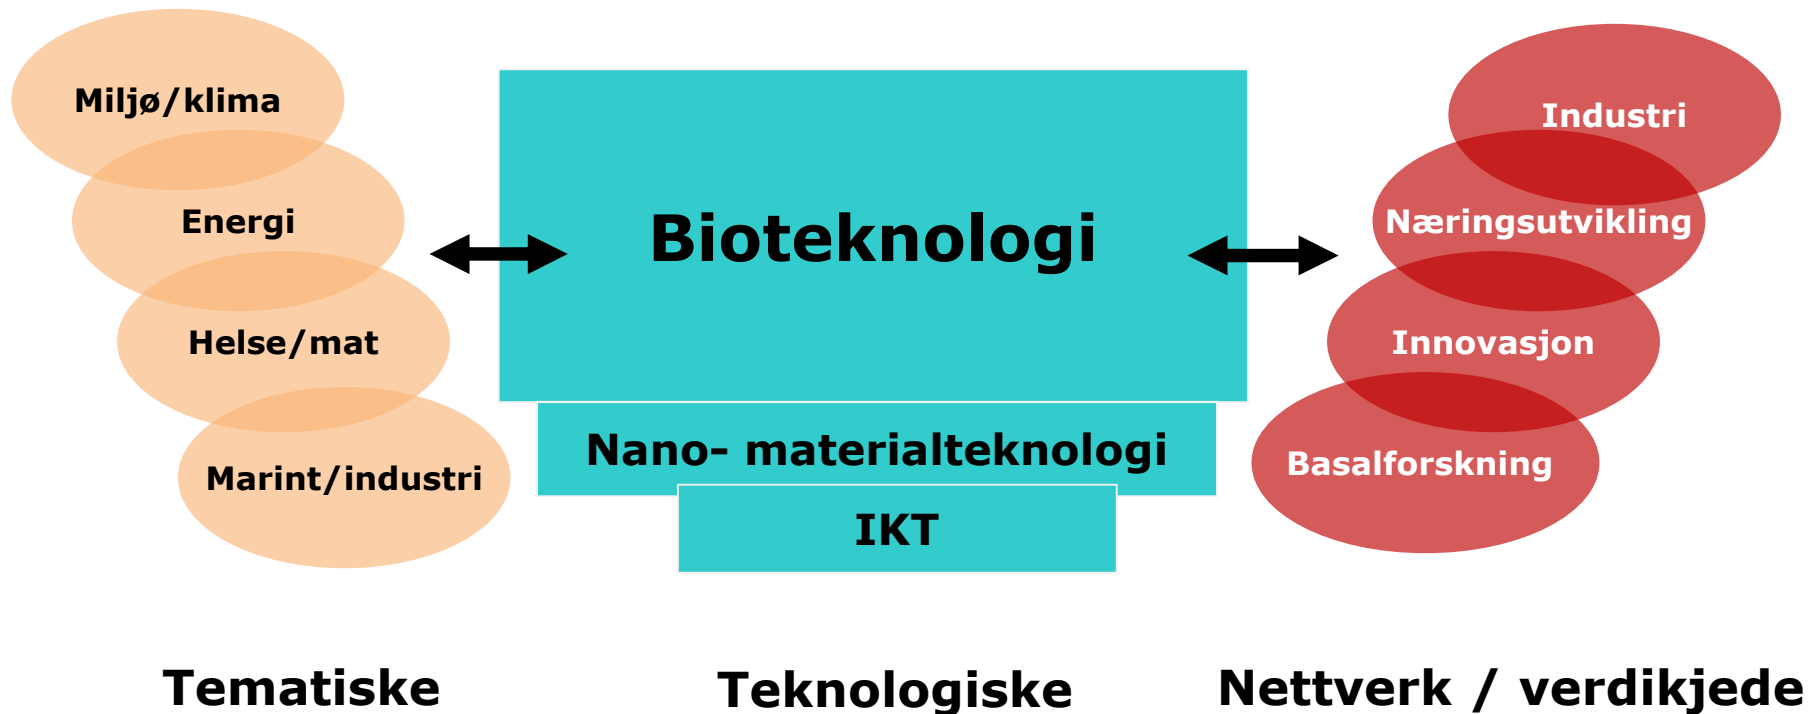 Miljø/klima
Energi
Helse/mat
Marint/industri
Bioteknologi
Nano- materialteknologi
IKT
Industri
Næringsutvikling
Innovasjon
Basalforskning
Tematiske
Teknologiske
Nettverk / verdikjede